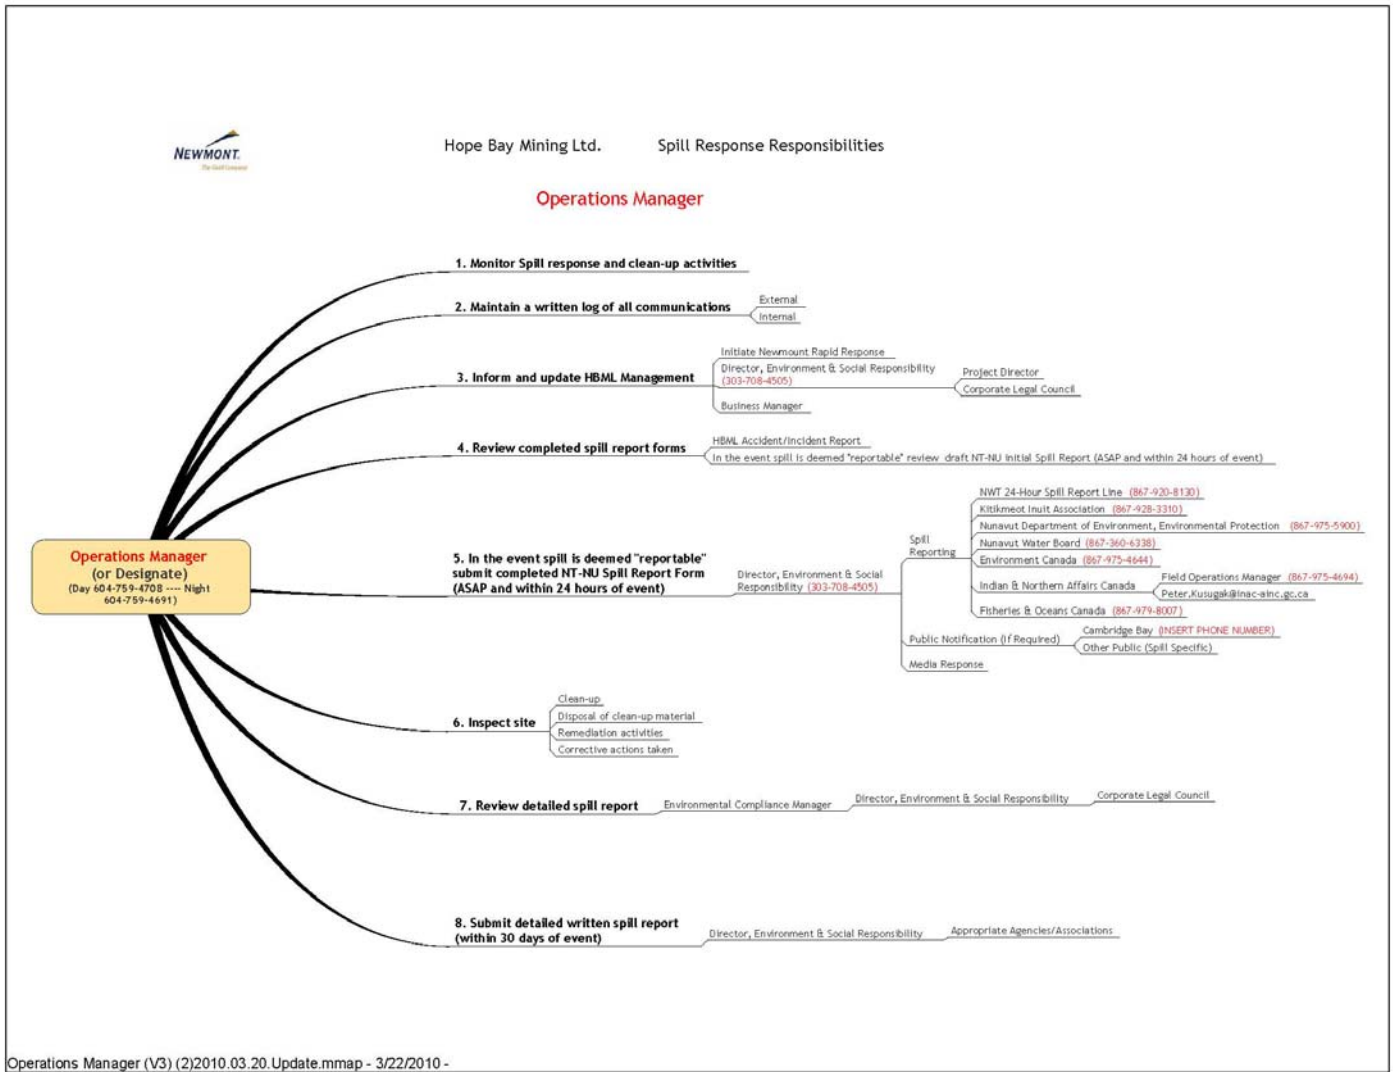 NEWMONT.
The Gold Company
Hope Bay Mining Ltd. Spill Response Responsibilities
Operations Manager
Operations Manager
(or Designate)
(Day 604-759-4708 ---- Night
604-759-4691)
1. Monitor Spill response and clean-up activities
2. Maintain a written log of all communications
External
Internal
3. Inform and update HBML Management
Initiate Newmount Rapid Response
Director, Environment & Social Responsibility
(303-708-4505)
Project Director
Corporate Legal Council
Business Manager
4. Review completed spill report forms
HBML Accident/Incident Report
In the event spill is deemed "reportable" review draft NT-NU Initial Spill Report (ASAP and within 24 hours of event)
5. In the event spill is deemed "reportable"
submit completed NT-NU Spill Report Form
(ASAP and within 24 hours of event)
Director, Environment & Social
Responsibility (303-708-4505)
Spill
Reporting
NWT 24-Hour Spill Report Line (867-920-8130)
Kitikmeot Inuit Association (867-928-3310)
Nunavut Department of Environment, Environmental Protection (867-975-5900)
Nunavut Water Board (867-360-6338)
Environment Canada (867-975-4644)
Indian & Northern Affairs Canada
Field Operations Manager (867-975-4694)
Peter.Kusugak@inac-ainc.gc.ca
Fisheries & Oceans Canada (867-979-8007)
Public Notification (If Required)
Cambridge Bay (INSERT PHONE NUMBER)
Other Public (Spill Specific)
Media Response
6. Inspect site
Clean-up
Disposal of clean-up material
Remediation activities
Corrective actions taken
7. Review detailed spill report
Environmental Compliance Manager
Director, Environment & Social Responsibility
Corporate Legal Council
8. Submit detailed written spill report
(within 30 days of event)
Director, Environment & Social Responsibility
Appropriate Agencies/Associations
Operations Manager (V3) (2)2010.03.20.Update.mmap - 3/22/2010 -